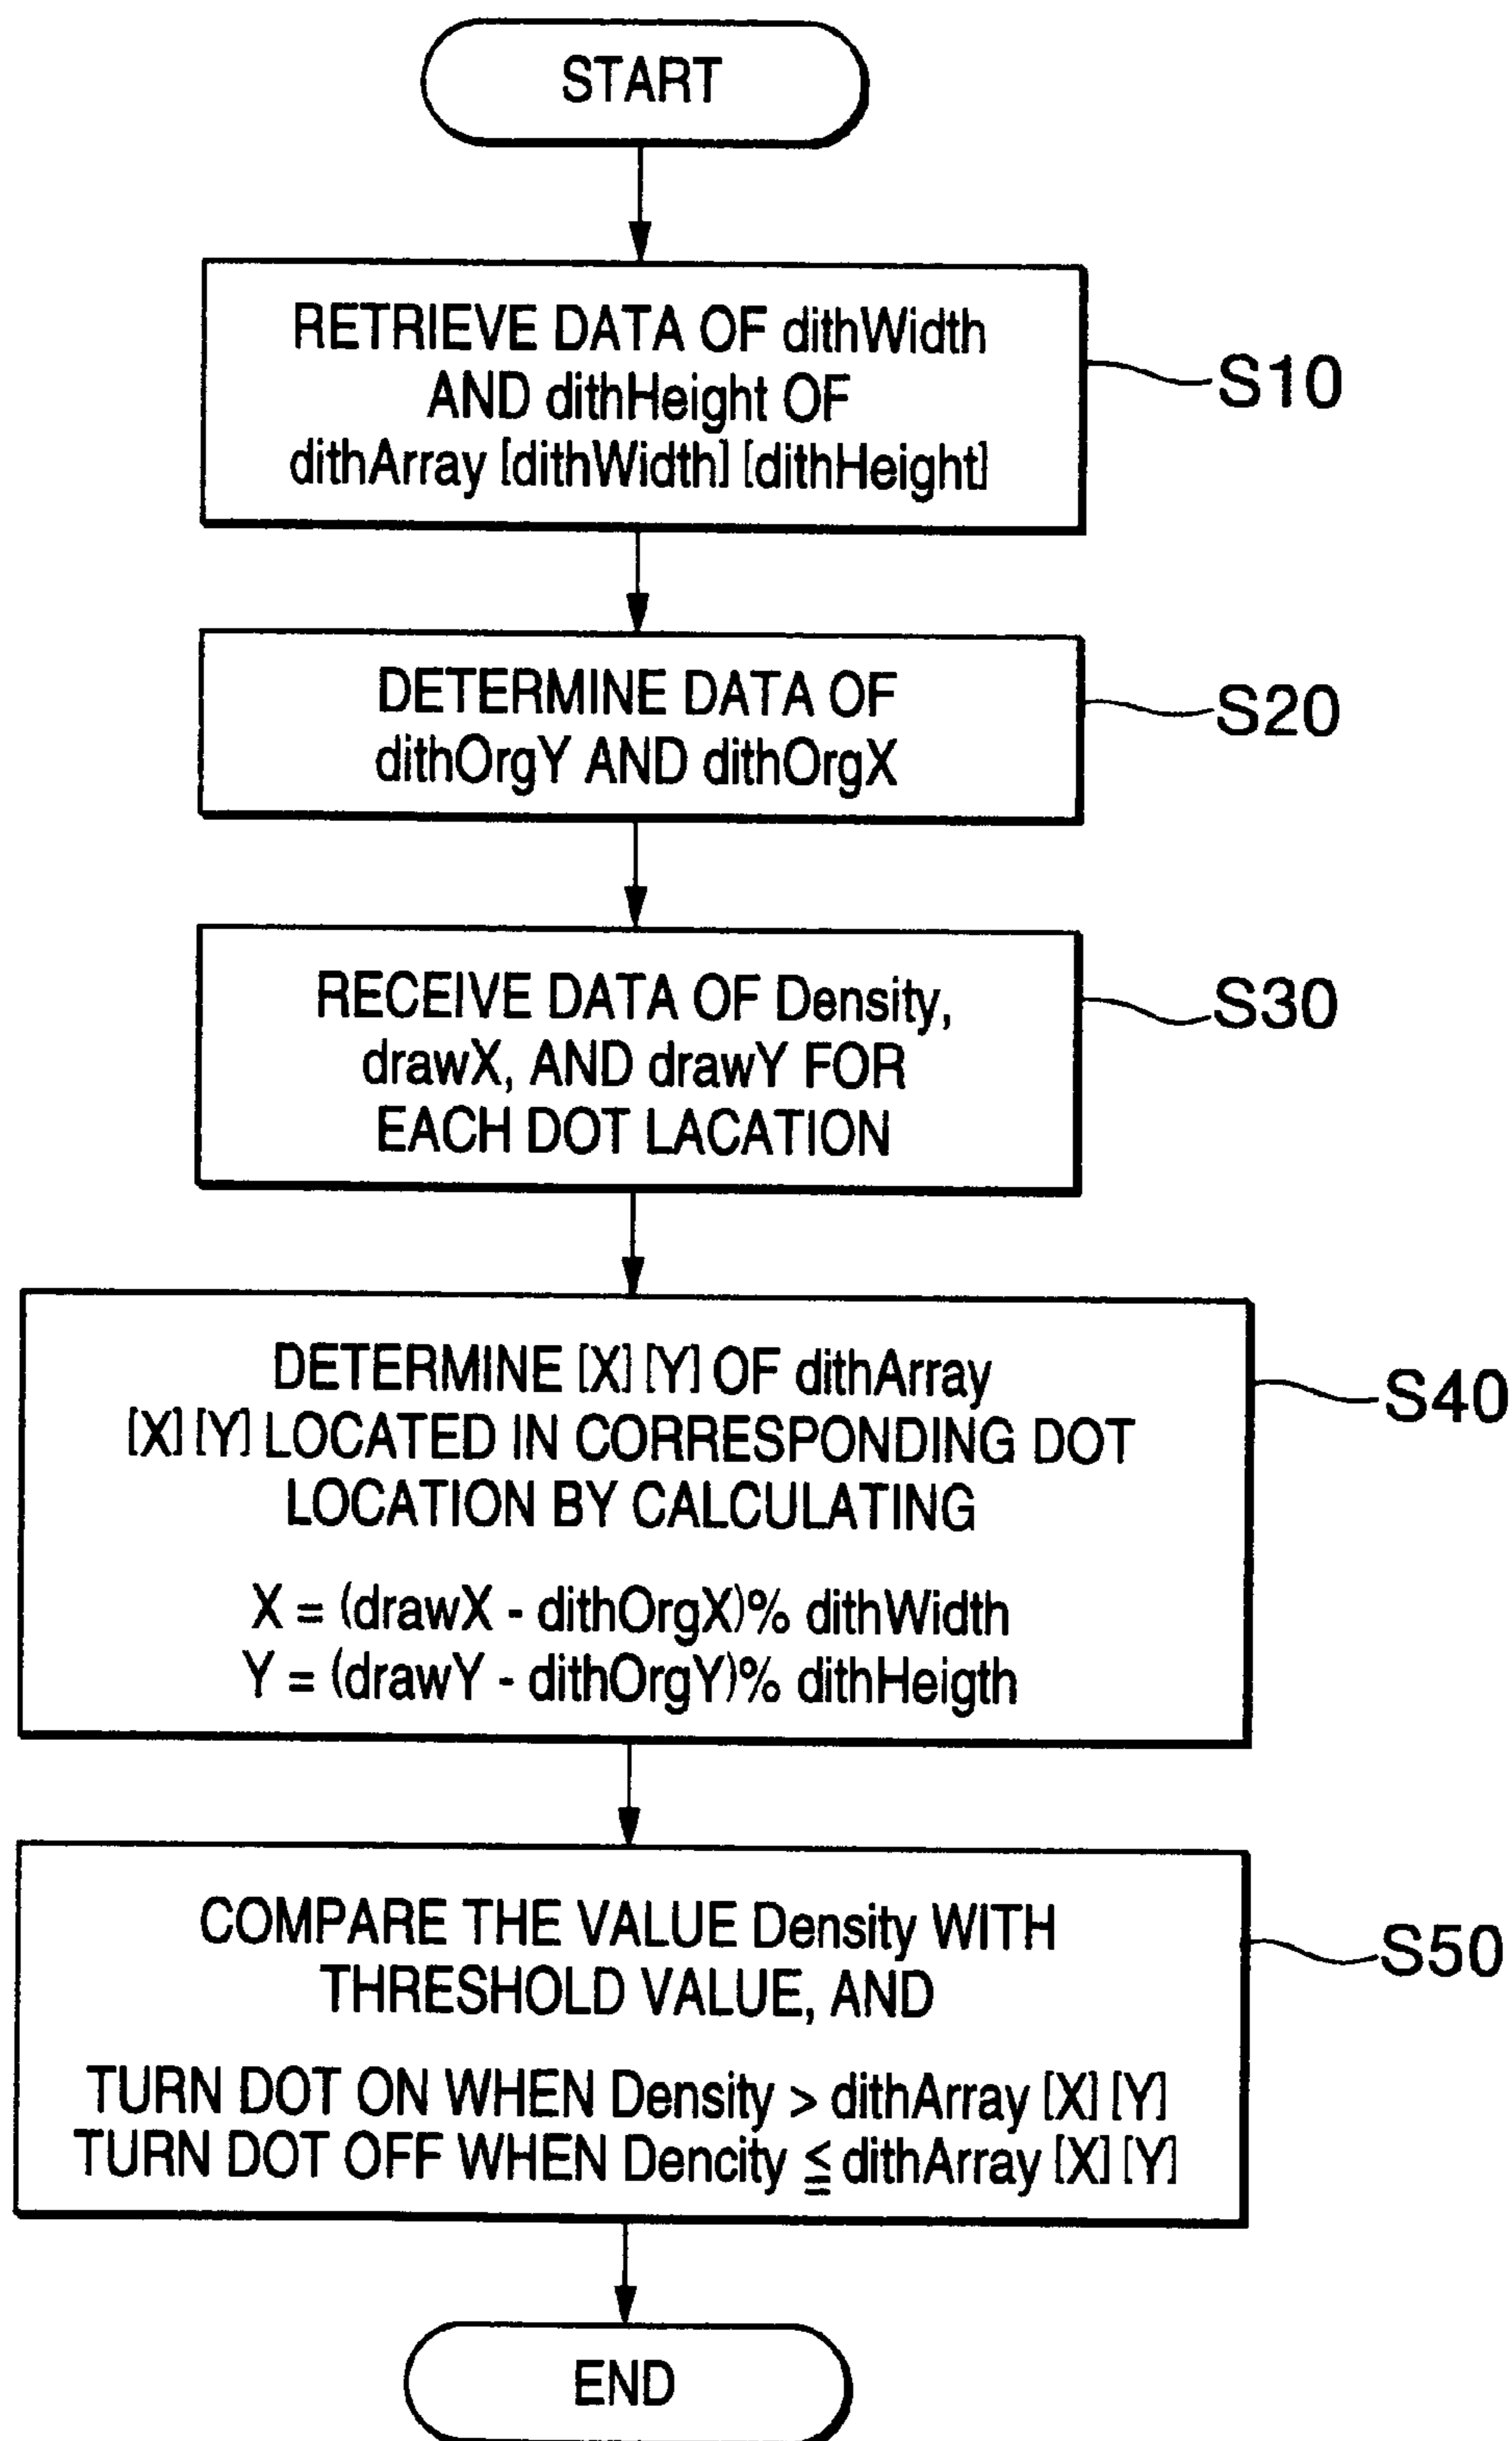 START
RETRIEVE DATA OF dithWidth
AND dithHeight OF
dithArray [dithWidth] [dithHeight]
S10
DETERMINE DATA OF
dithOrgY AND dithOrgX
S20
RECEIVE DATA OF Density,
drawX, AND drawY FOR
EACH DOT LACATION
S30
DETERMINE [X] [Y] OF dithArray
[X] [Y] LOCATED IN CORRESPONDING DOT
LOCATION BY CALCULATING
X = (drawX - dithOrgX)% dithWidth
Y = (drawY - dithOrgY)% dithHeigth
S40
COMPARE THE VALUE Density WITH
THRESHOLD VALUE, AND
TURN DOT ON WHEN Density > dithArray [X] [Y]
TURN DOT OFF WHEN Dencity ≦ dithArray [X] [Y]
S50
END